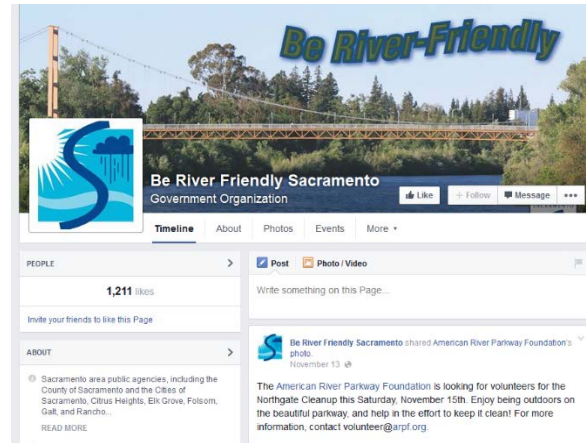 Be River-Friendly
Be River Friendly Sacramento
Government Organization
Like
Follow
Message
Timeline
About
Photos
Events
More
PEOPLE
1,211 likes
Invite your friends to like this Page
ABOUT
Sacramento area public agencies, including the
County of Sacramento and the Cities of
Sacramento, Citrus Heights, Elk Grove, Folsom,
Galt, and Rancho...
READ MORE
Post
Photo / Video
Write something on this Page...
Be River Friendly Sacramento shared American River Parkway Foundation's
photo.
November 13
The American River Parkway Foundation is looking for volunteers for the
Northgate Cleanup this Saturday, November 15th. Enjoy being outdoors on
the beautiful parkway, and help in the effort to keep it clean! For more
information, contact volunteer@arpf.org.